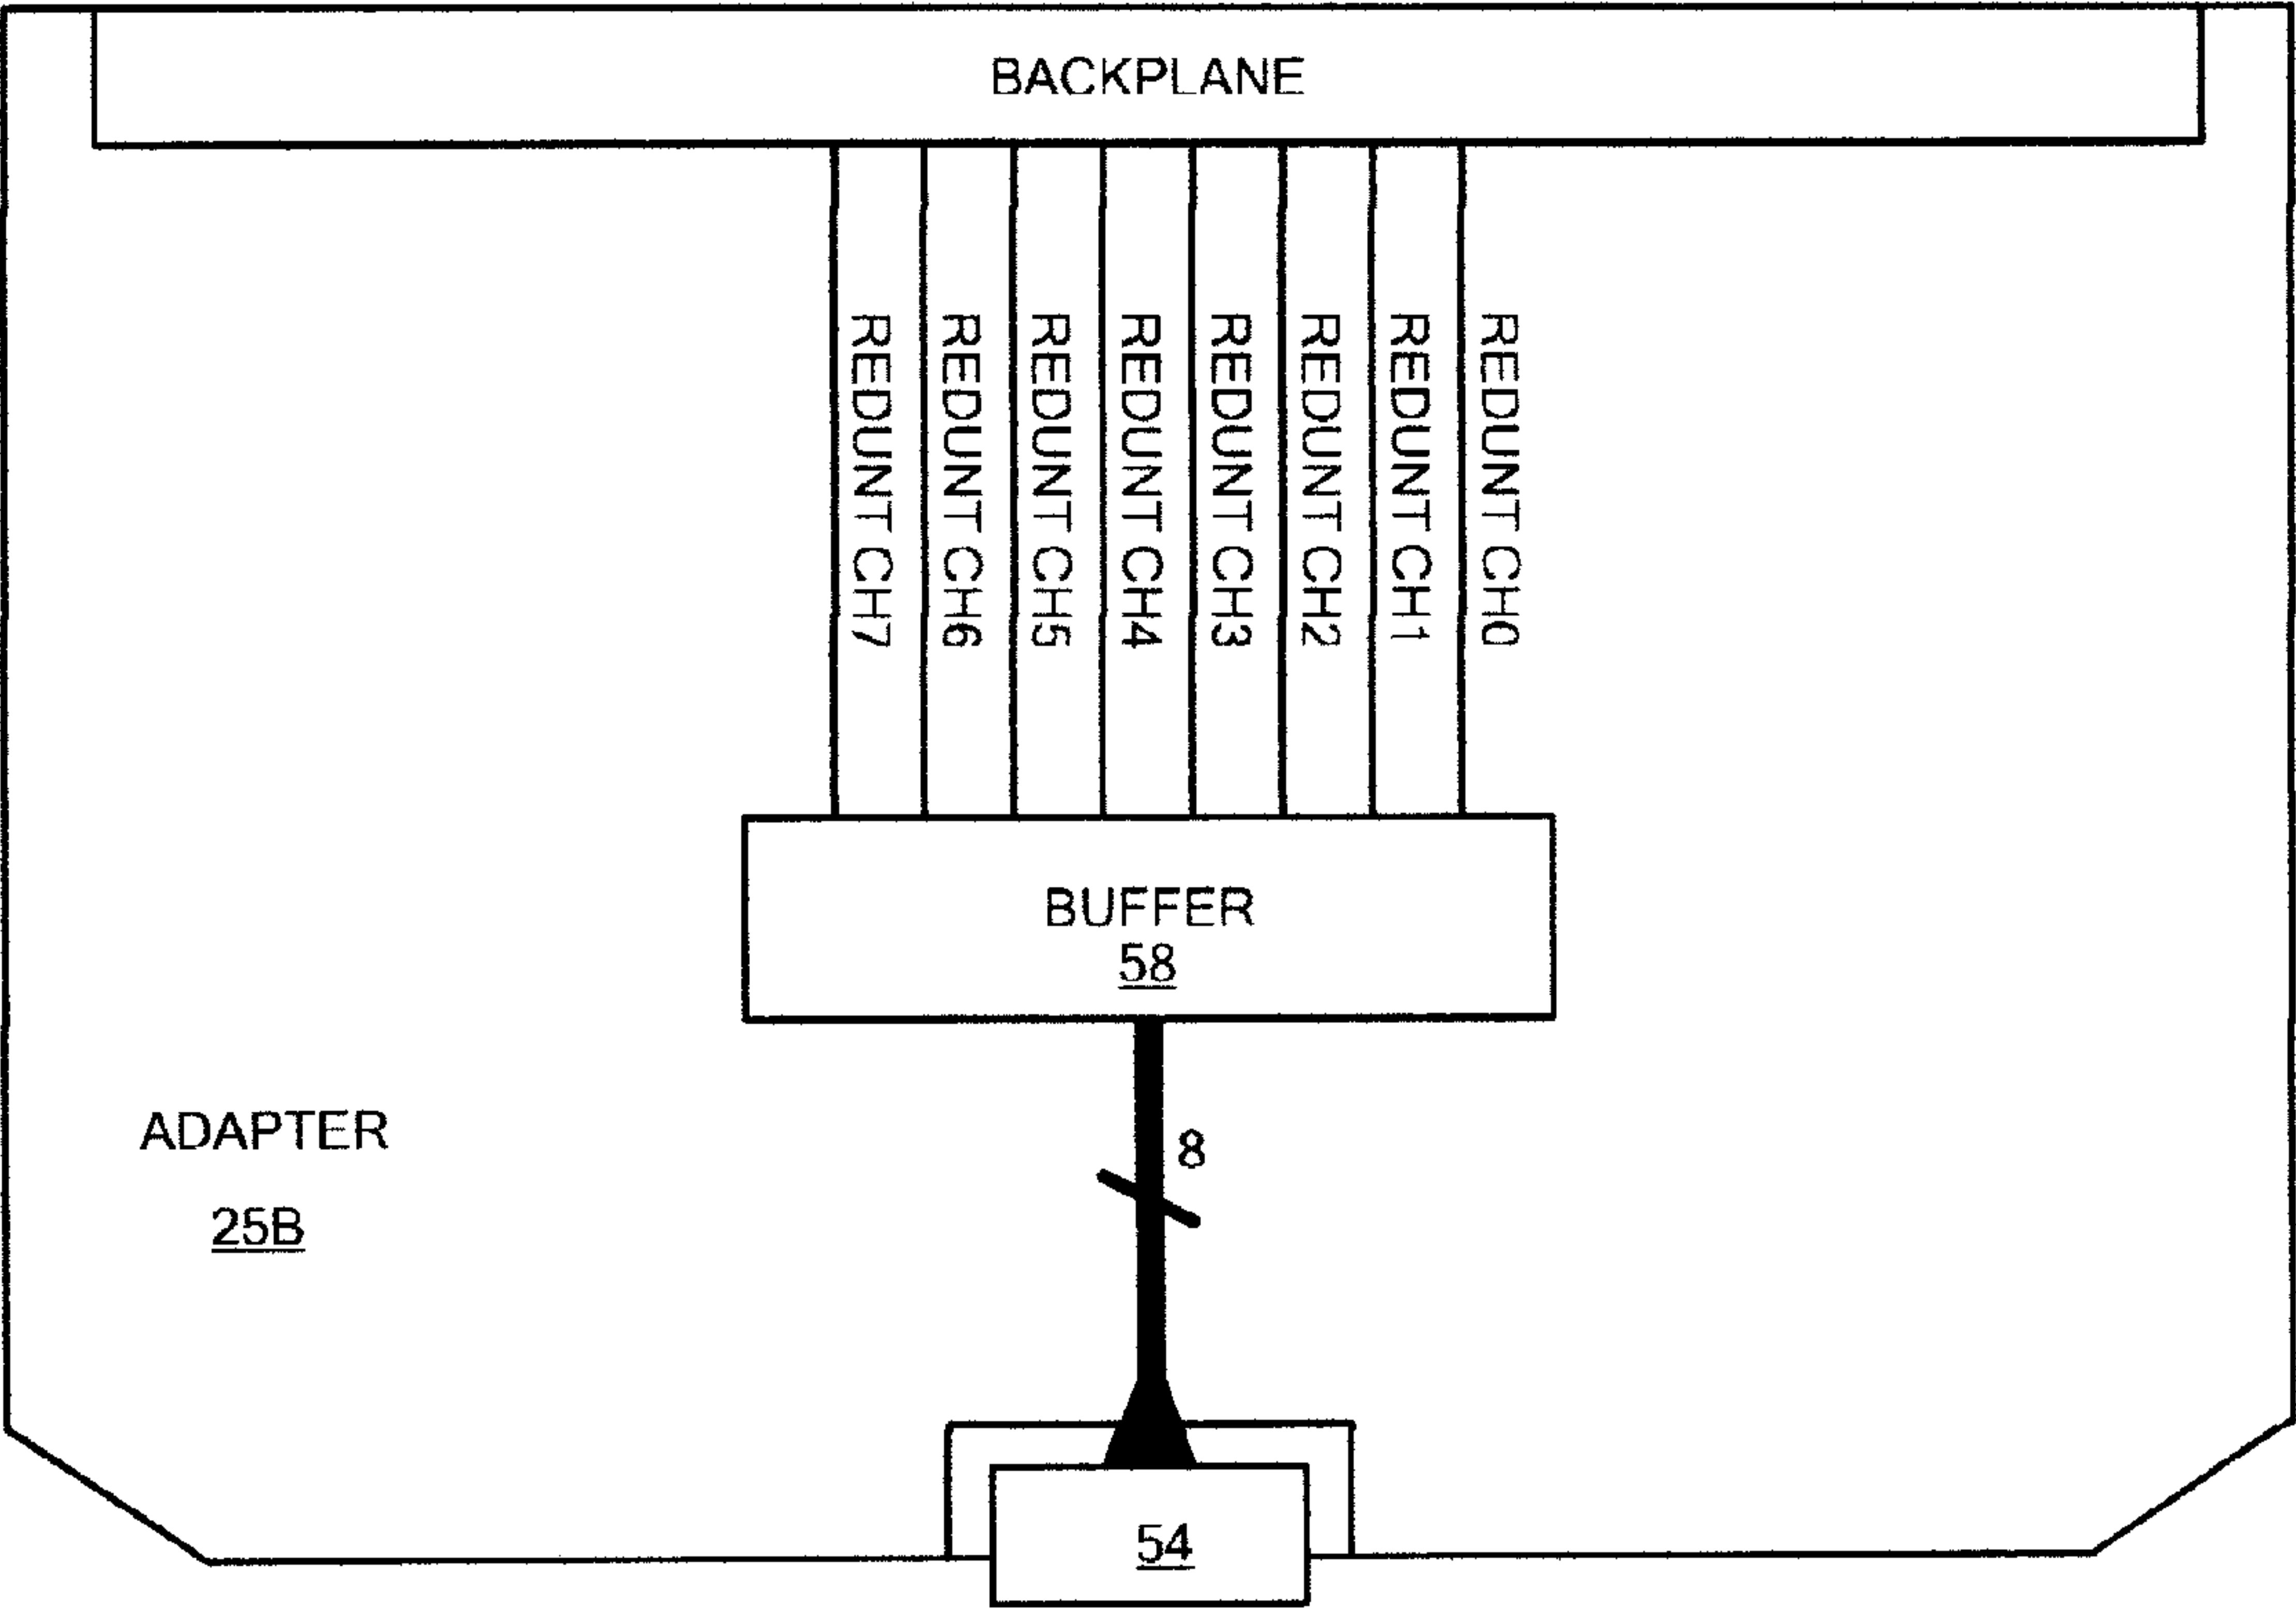 BACKPLANE
REDUNT CH7
REDUNT CH6
REDUNT CH5
REDUNT CH4
REDUNT CH3
REDUNT CH2
REDUNT CH1
REDUNT CH0
BUFFER
58
8
ADAPTER
25B
54